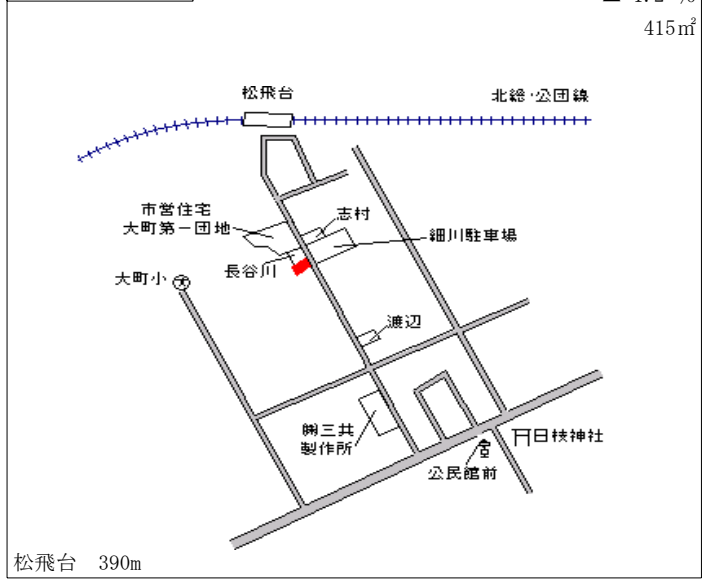 415㎡
松飛台
北総・公団線
市営住宅
大町第一団地
志村
細川駐車場
長谷川
大町小
渡辺
㈱三共
製作所
日枝神社
公民館前
松飛台 390m